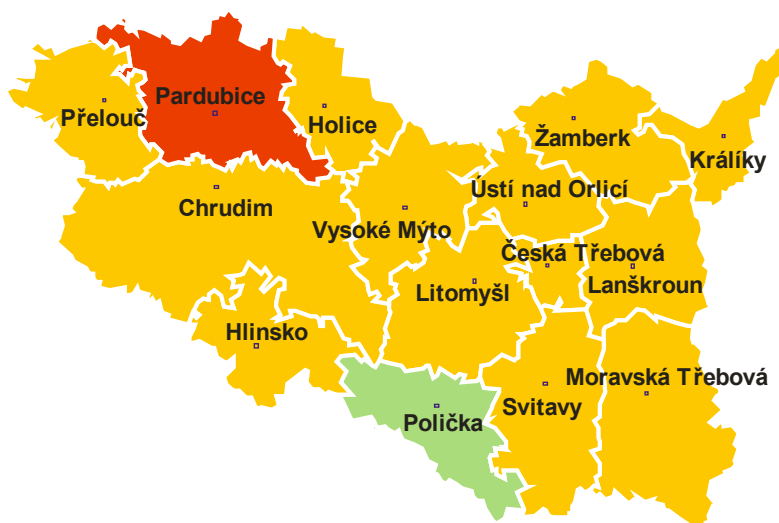 Pardubice
Přelouč
Holice
Žamberk
Králíky
Ústí nad Orlicí
Chrudim
Vysoké Mýto
Česká Třebová
Lanškroun
Litomyšl
Hlinsko
Moravská Třebová
Svitavy
Polička